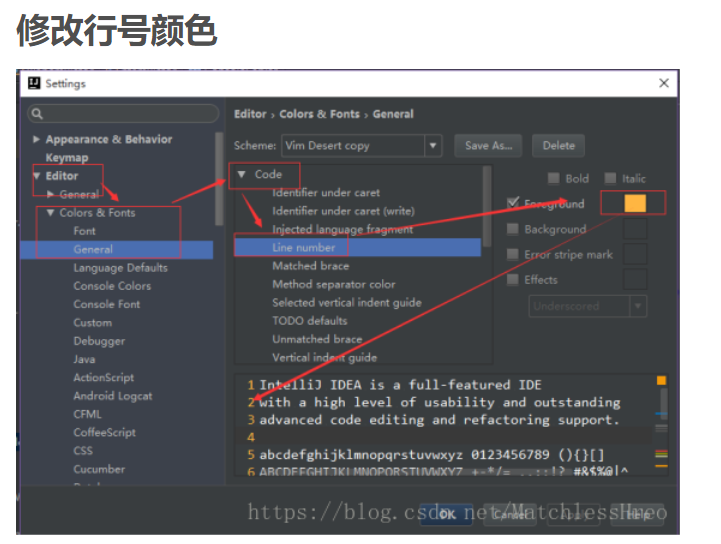 修改行号颜色
Settings
Editor › Colors & Fonts › General
Appearance & Behavior
Keymap
Editor
General
Colors & Fonts
Font
General
Language Defaults
Console Colors
Console Font
Custom
Debugger
Java
ActionScript
Android Logcat
CFML
CoffeeScript
CSS
Cucumber
Scheme: Vim Desert copy Save As... Delete
Code
Identifier under caret
Identifier under caret (write)
Injected language fragment
Line number
Matched brace
Method separator color
Selected vertical indent guide
TODO defaults
Unmatched brace
Vertical indent guide
Bold Italic
Foreground
Background
Error stripe mark
Effects
Underscored
1 IntelliJ IDEA is a full-featured IDE
2 with a high level of usability and outstanding
3 advanced code editing and refactoring support.
4
5 abcdefghijklmnopqrstuvwxyz 0123456789 (){}[]
6 ABCDEFGHIJKLMNOPQRSTUVWXYZ
OK Cancel Apply Help
https://blog.csdn.net/MatchlessHueo